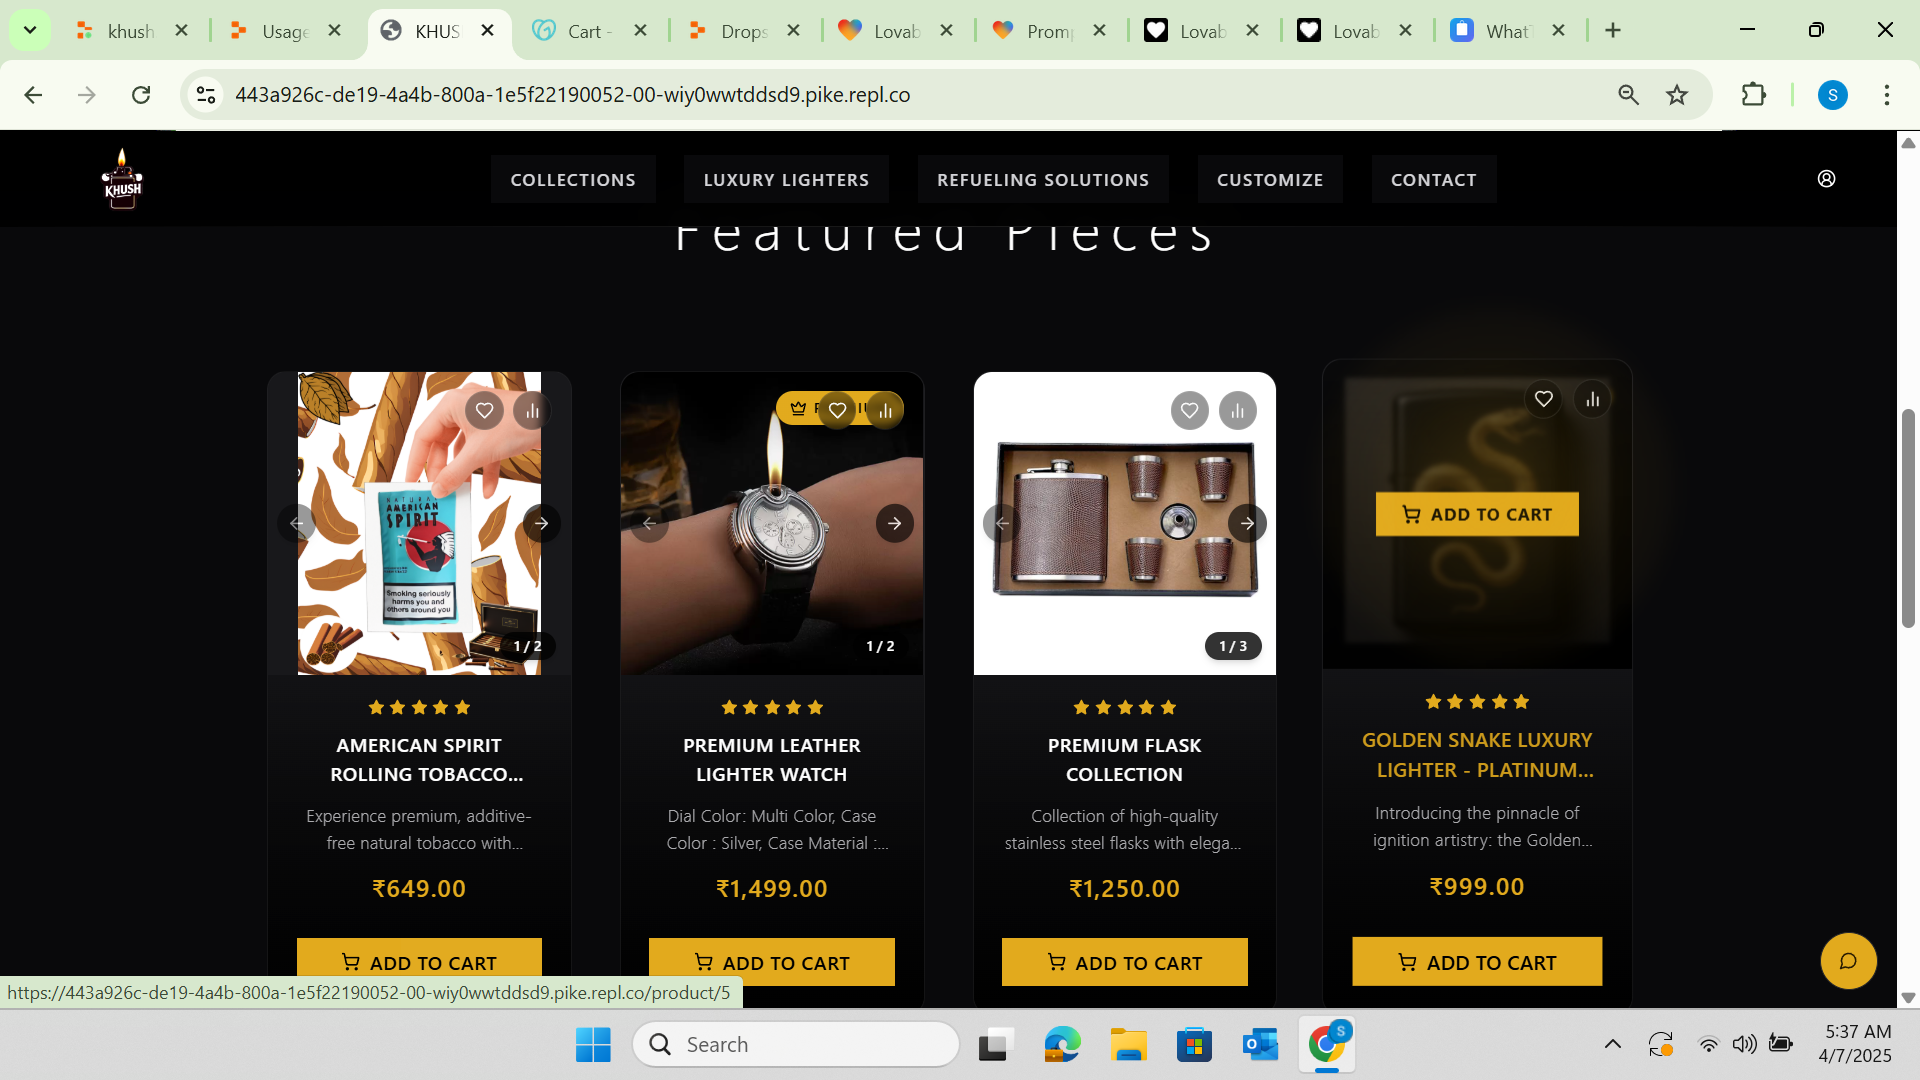 khush
Usage
KHUS
Cart -
Drops
Lovab
Promp
Lovab
Lovab
What
443a926c-de19-4a4b-800a-1e5f22190052-00-wiy0wwtddsd9.pike.repl.co
S
KHUSH
COLLECTIONS
LUXURY LIGHTERS
REFUELING SOLUTIONS
CUSTOMIZE
CONTACT
Featured Pieces
NATURAL
AMERICAN
SPIRIT
Smoking seriously
harms you and
others around you
1 / 2
1 / 2
1 / 3
ADD TO CART
AMERICAN SPIRIT
ROLLING TOBACCO...
Experience premium, additive-
free natural tobacco with...
₹649.00
ADD TO CART
PREMIUM LEATHER
LIGHTER WATCH
Dial Color: Multi Color, Case
Color : Silver, Case Material :...
₹1,499.00
ADD TO CART
PREMIUM FLASK
COLLECTION
Collection of high-quality
stainless steel flasks with elega...
₹1,250.00
ADD TO CART
GOLDEN SNAKE LUXURY
LIGHTER - PLATINUM...
Introducing the pinnacle of
ignition artistry: the Golden...
₹999.00
ADD TO CART
https://443a926c-de19-4a4b-800a-1e5f22190052-00-wiy0wwtddsd9.pike.repl.co/product/5
Search
S
5:37 AM
4/7/2025